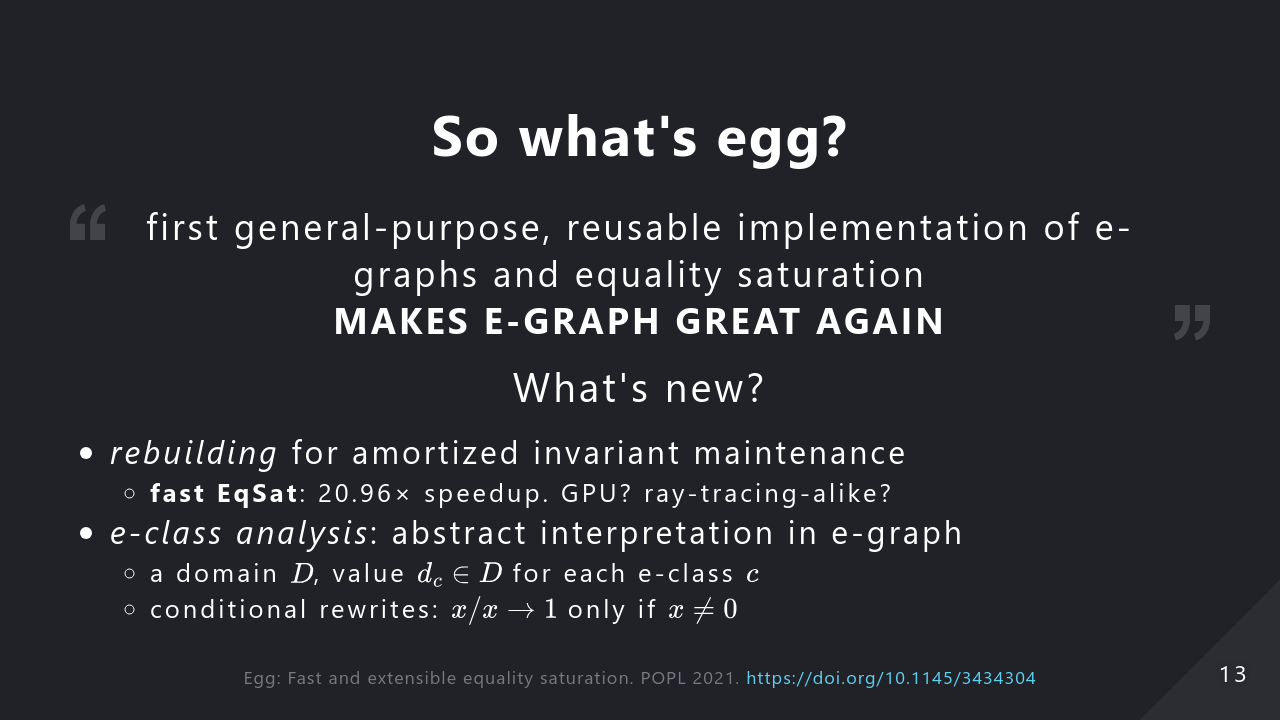 So what's egg?
“ first general-purpose, reusable implementation of e-
graphs and equality saturation
MAKES E-GRAPH GREAT AGAIN ”
What's new?
• rebuilding for amortized invariant maintenance
◦ fast EqSat: 20.96× speedup. GPU? ray-tracing-alike?
• e-class analysis: abstract interpretation in e-graph
◦ a domain D, value d_c ∈ D for each e-class c
◦ conditional rewrites: x/x → 1 only if x ≠ 0
Egg: Fast and extensible equality saturation. POPL 2021. https://doi.org/10.1145/3434304
13